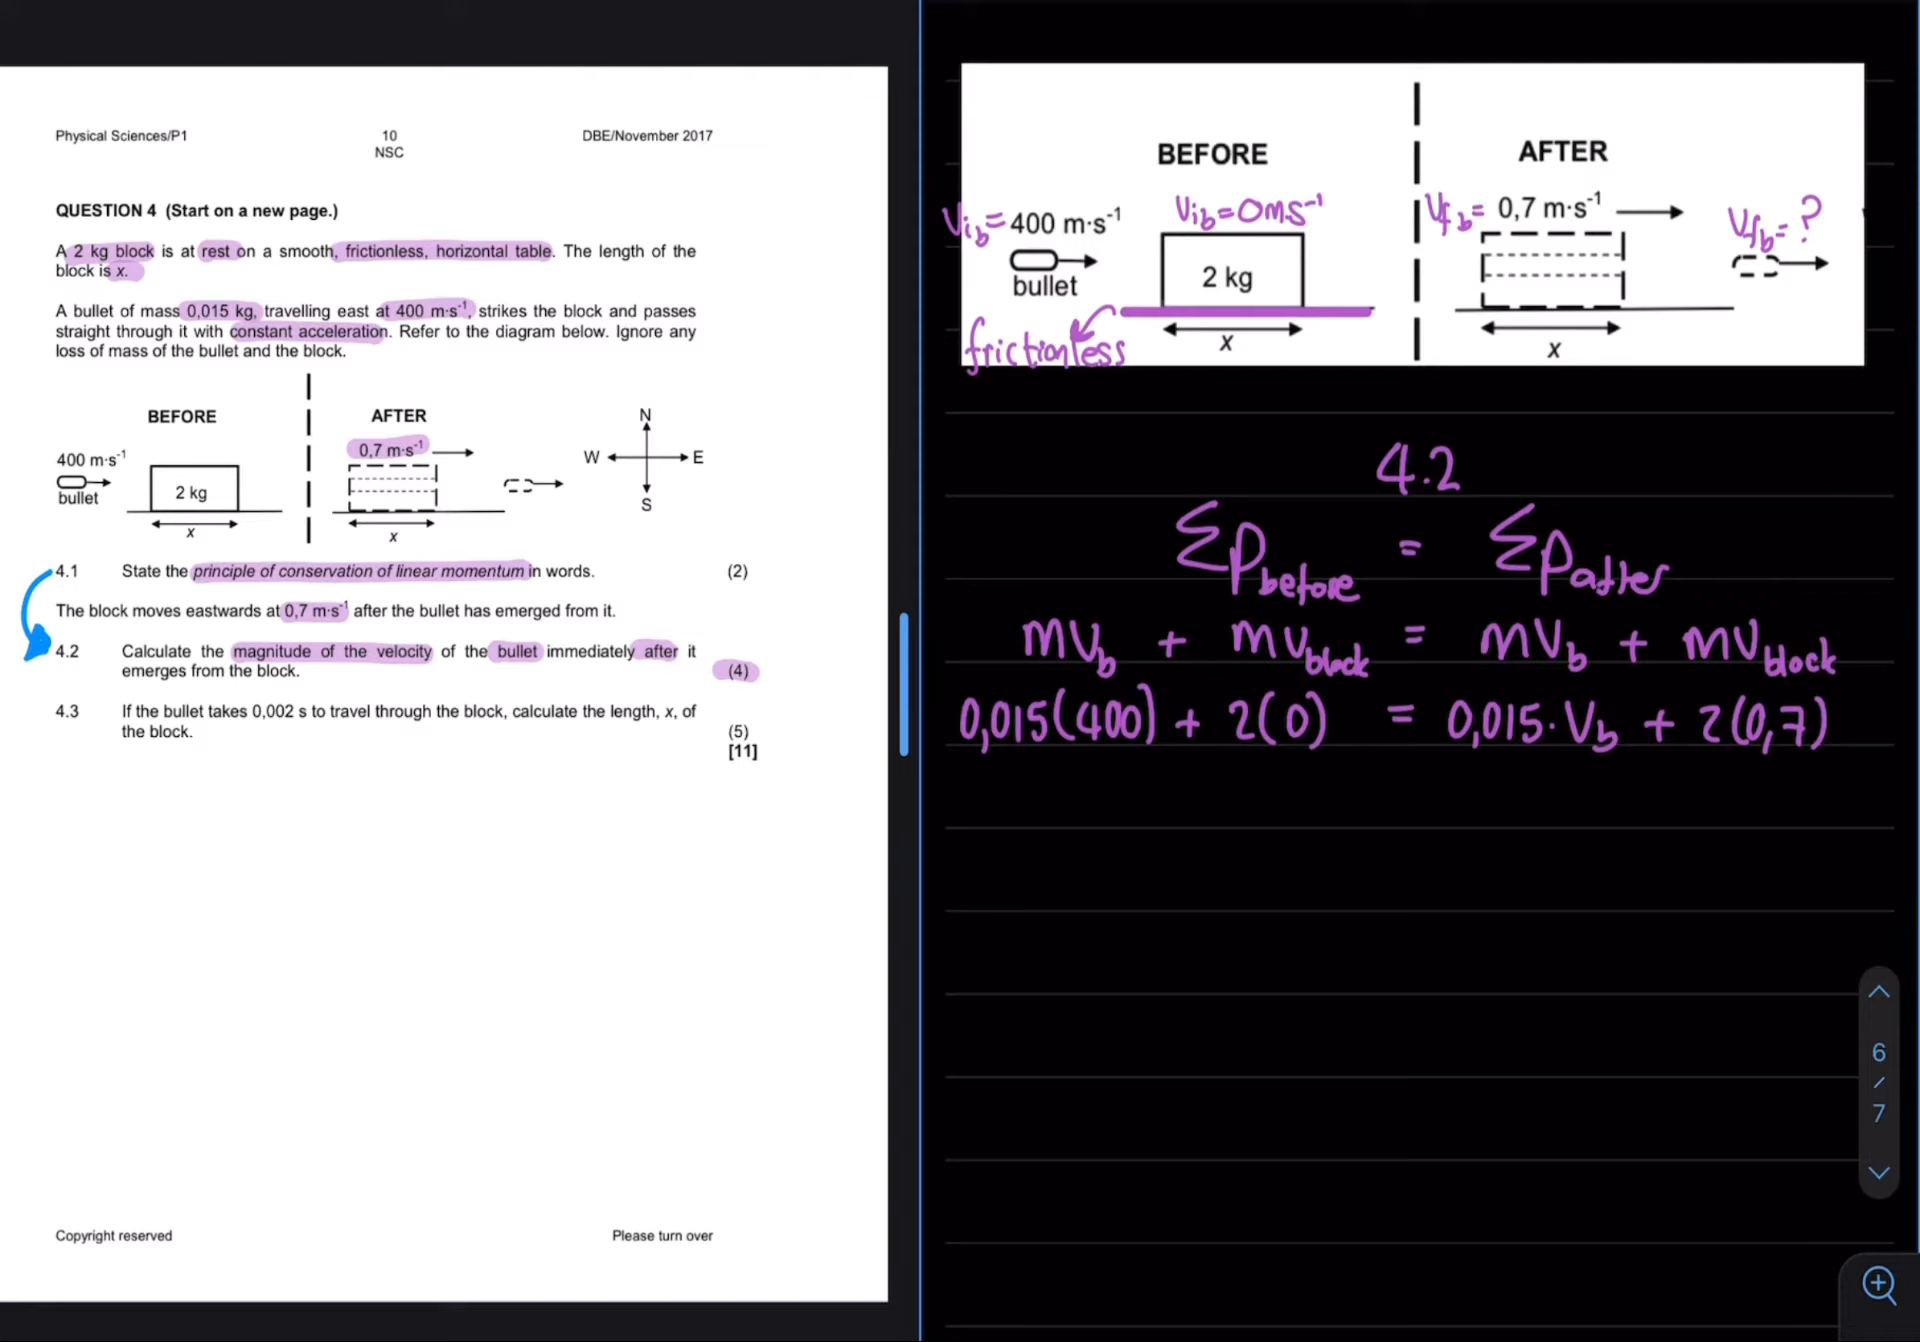 Physical Sciences/P1 10 DBE/November 2017
NSC
QUESTION 4 (Start on a new page.)
A 2 kg block is at rest on a smooth, frictionless, horizontal table. The length of the
block is x.
A bullet of mass 0,015 kg, travelling east at 400 m·s⁻¹, strikes the block and passes
straight through it with constant acceleration. Refer to the diagram below. Ignore any
loss of mass of the bullet and the block.
BEFORE AFTER
400 m·s⁻¹
bullet
2 kg
x
0,7 m·s⁻¹
x
N
W E
S
4.1 State the principle of conservation of linear momentum in words. (2)
The block moves eastwards at 0,7 m·s⁻¹ after the bullet has emerged from it.
4.2 Calculate the magnitude of the velocity of the bullet immediately after it
emerges from the block. (4)
4.3 If the bullet takes 0,002 s to travel through the block, calculate the length, x, of
the block. (5)
[11]
Copyright reserved Please turn over
BEFORE AFTER
Vib = 400 m·s⁻¹
Vib = 0ms⁻¹
Vfb = 0,7 m·s⁻¹
Vfb = ?
bullet
2 kg
frictionless
x
x
4.2
Σpbefore = Σpafter
mVb + mVblock = mVb + mVblock
0,015(400) + 2(0) = 0,015·Vb + 2(0,7)
6
/
7